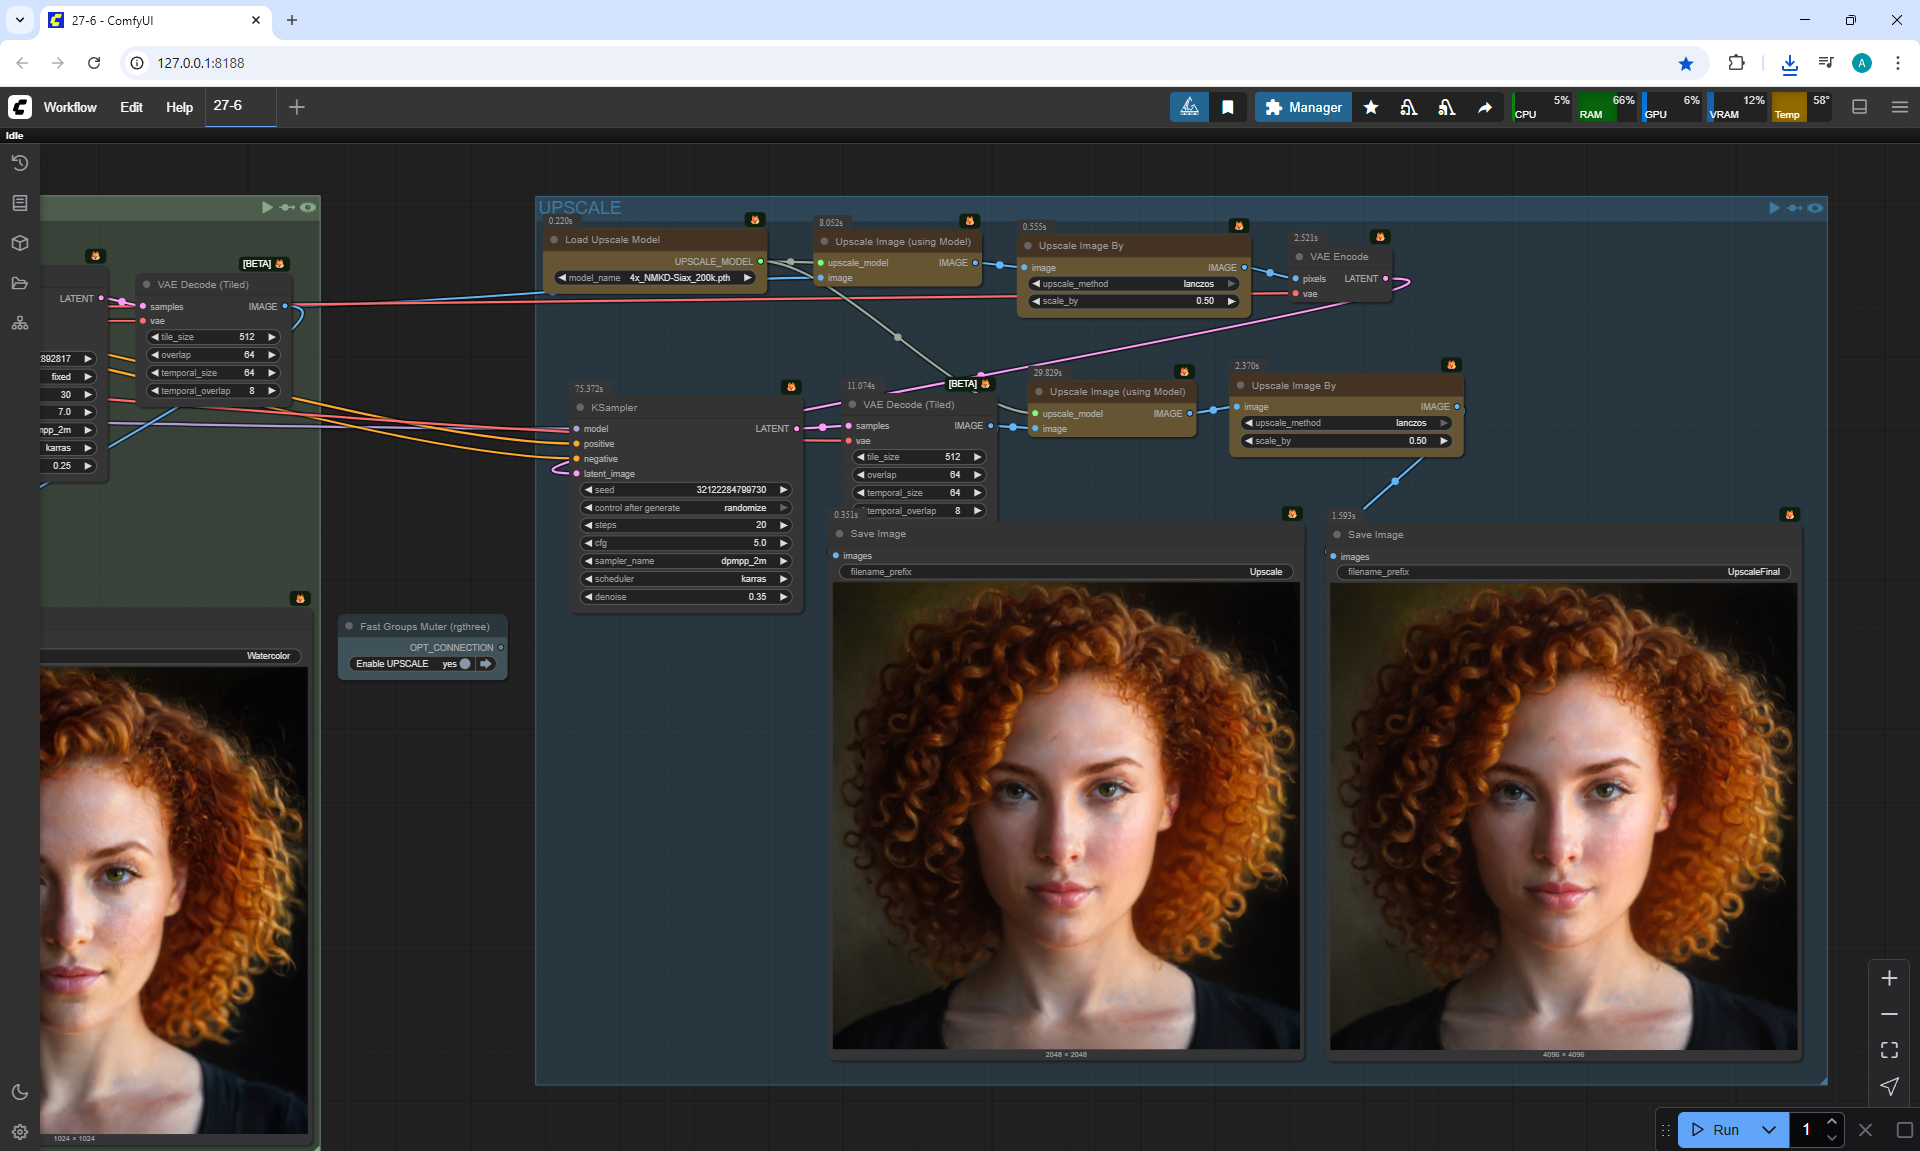 27-6 - ComfyUI
127.0.0.1:8188
A
Workflow
Edit
Help
27-6
Manager
5%
CPU
66%
RAM
6%
GPU
12%
VRAM
58°
Temp
Idle
UPSCALE
0.220s
Load Upscale Model
UPSCALE_MODEL
model_name 4x_NMKD-Siax_200k.pth
8.052s
Upscale Image (using Model)
upscale_model IMAGE
image
0.555s
Upscale Image By
image IMAGE
upscale_method lanczos
scale_by 0.50
2.521s
VAE Encode
pixels LATENT
vae
[BETA]
VAE Decode (Tiled)
samples IMAGE
vae
tile_size 512
overlap 64
temporal_size 64
temporal_overlap 8
LATENT
892817
fixed
30
7.0
mpp_2m
karras
0.25
75.372s
KSampler
model LATENT
positive
negative
latent_image
seed 32122284799730
control after generate randomize
steps 20
cfg 5.0
sampler_name dpmpp_2m
scheduler karras
denoise 0.35
11.074s
[BETA]
VAE Decode (Tiled)
samples IMAGE
vae
tile_size 512
overlap 64
temporal_size 64
temporal_overlap 8
29.829s
Upscale Image (using Model)
upscale_model IMAGE
image
2.370s
Upscale Image By
image IMAGE
upscale_method lanczos
scale_by 0.50
0.351s
Save Image
images
filename_prefix Upscale
2048 × 2048
1.593s
Save Image
images
filename_prefix UpscaleFinal
4096 × 4096
Fast Groups Muter (rgthree)
OPT_CONNECTION
Enable UPSCALE yes
Watercolor
1024 × 1024
Run
1